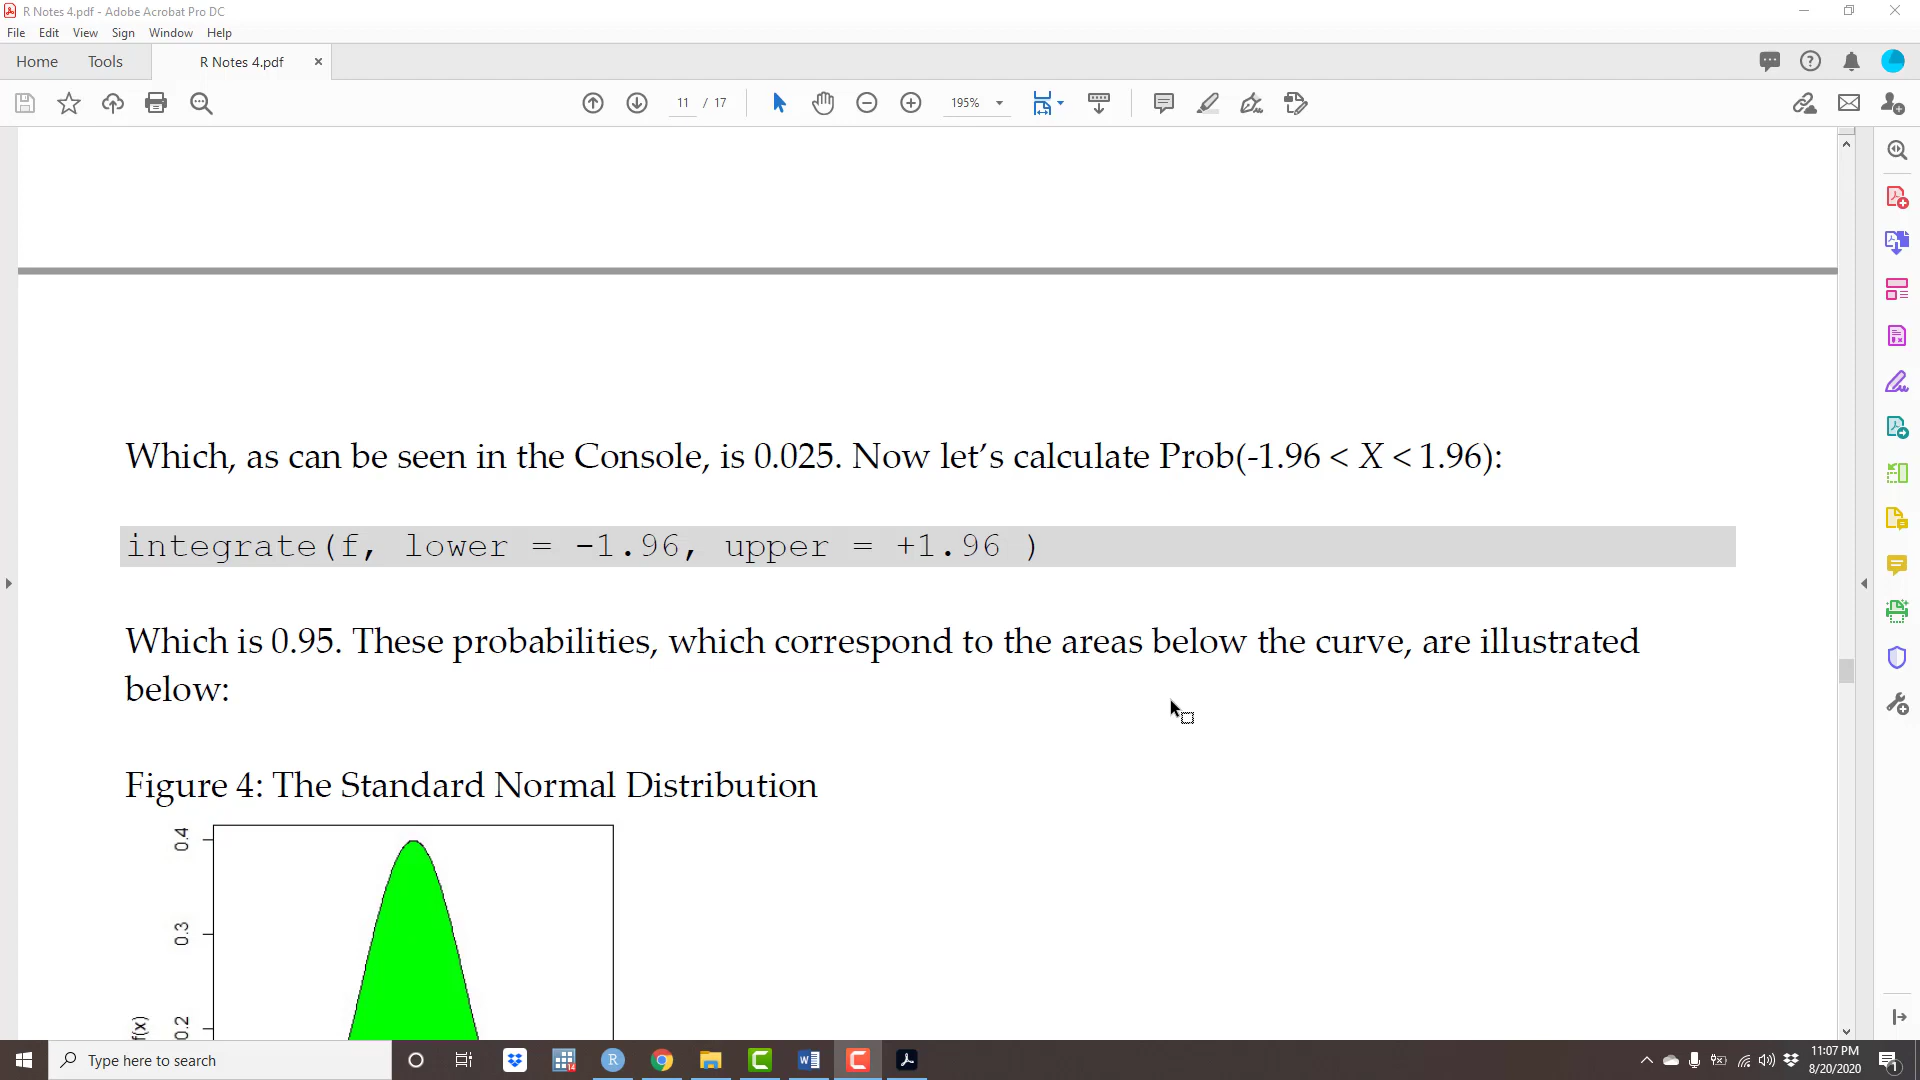 R Notes 4.pdf - Adobe Acrobat Pro DC
File Edit View Sign Window Help
Home Tools R Notes 4.pdf ×
11 / 17 195%
Which, as can be seen in the Console, is 0.025. Now let’s calculate Prob(-1.96 < X < 1.96):
integrate(f, lower = -1.96, upper = +1.96 )
Which is 0.95. These probabilities, which correspond to the areas below the curve, are illustrated
below:
Figure 4: The Standard Normal Distribution
0.4
0.3
0.2
f(x)
Type here to search
11:07 PM
8/20/2020